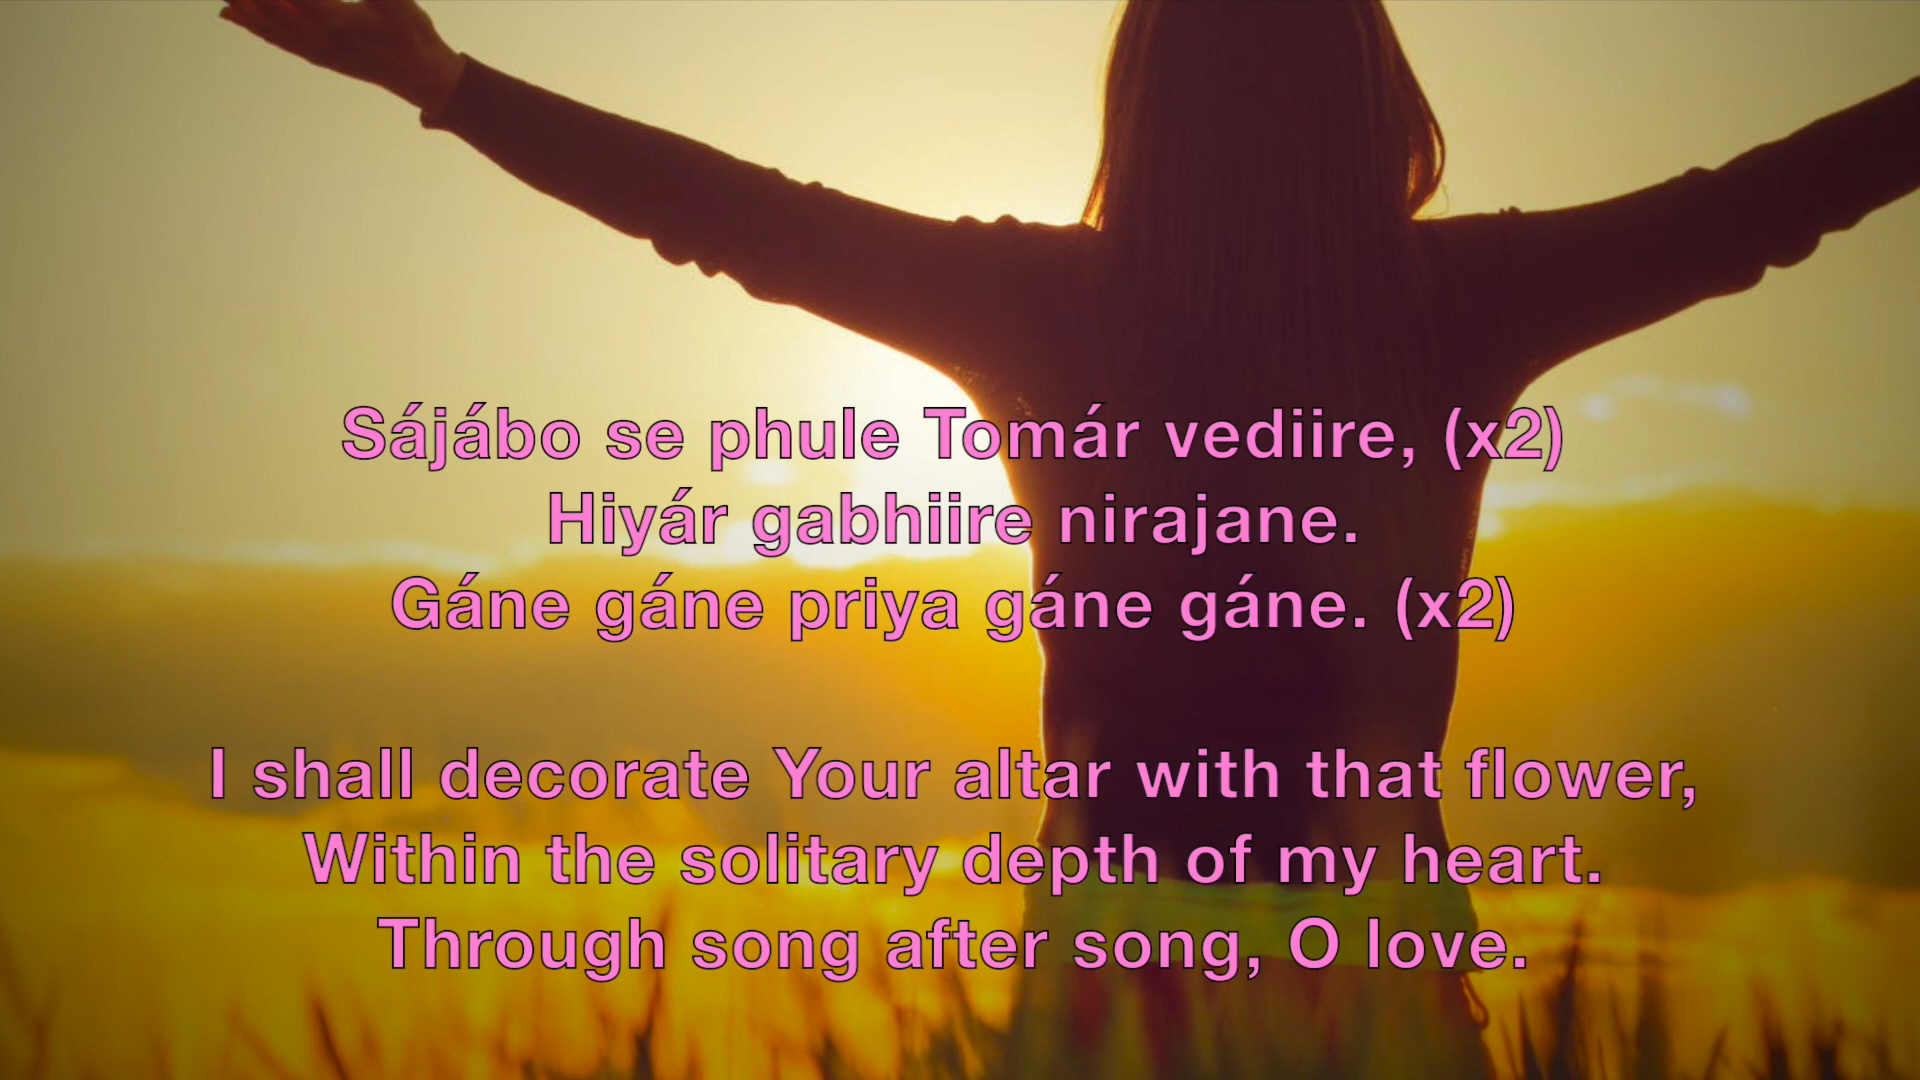 Sájábo se phule Tomár vediire, (x2)
Hiyár gabhiire nirajane.
Gáne gáne priya gáne gáne. (x2)
I shall decorate Your altar with that flower,
Within the solitary depth of my heart.
Through song after song, O love.